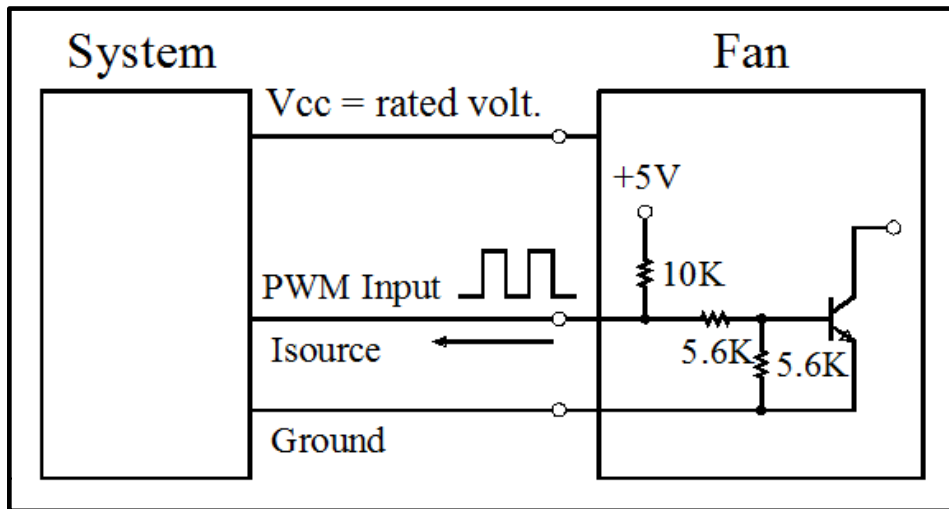 System
Fan
Vcc = rated volt.
+5V
10K
PWM Input
5.6K
5.6K
Isource
Ground